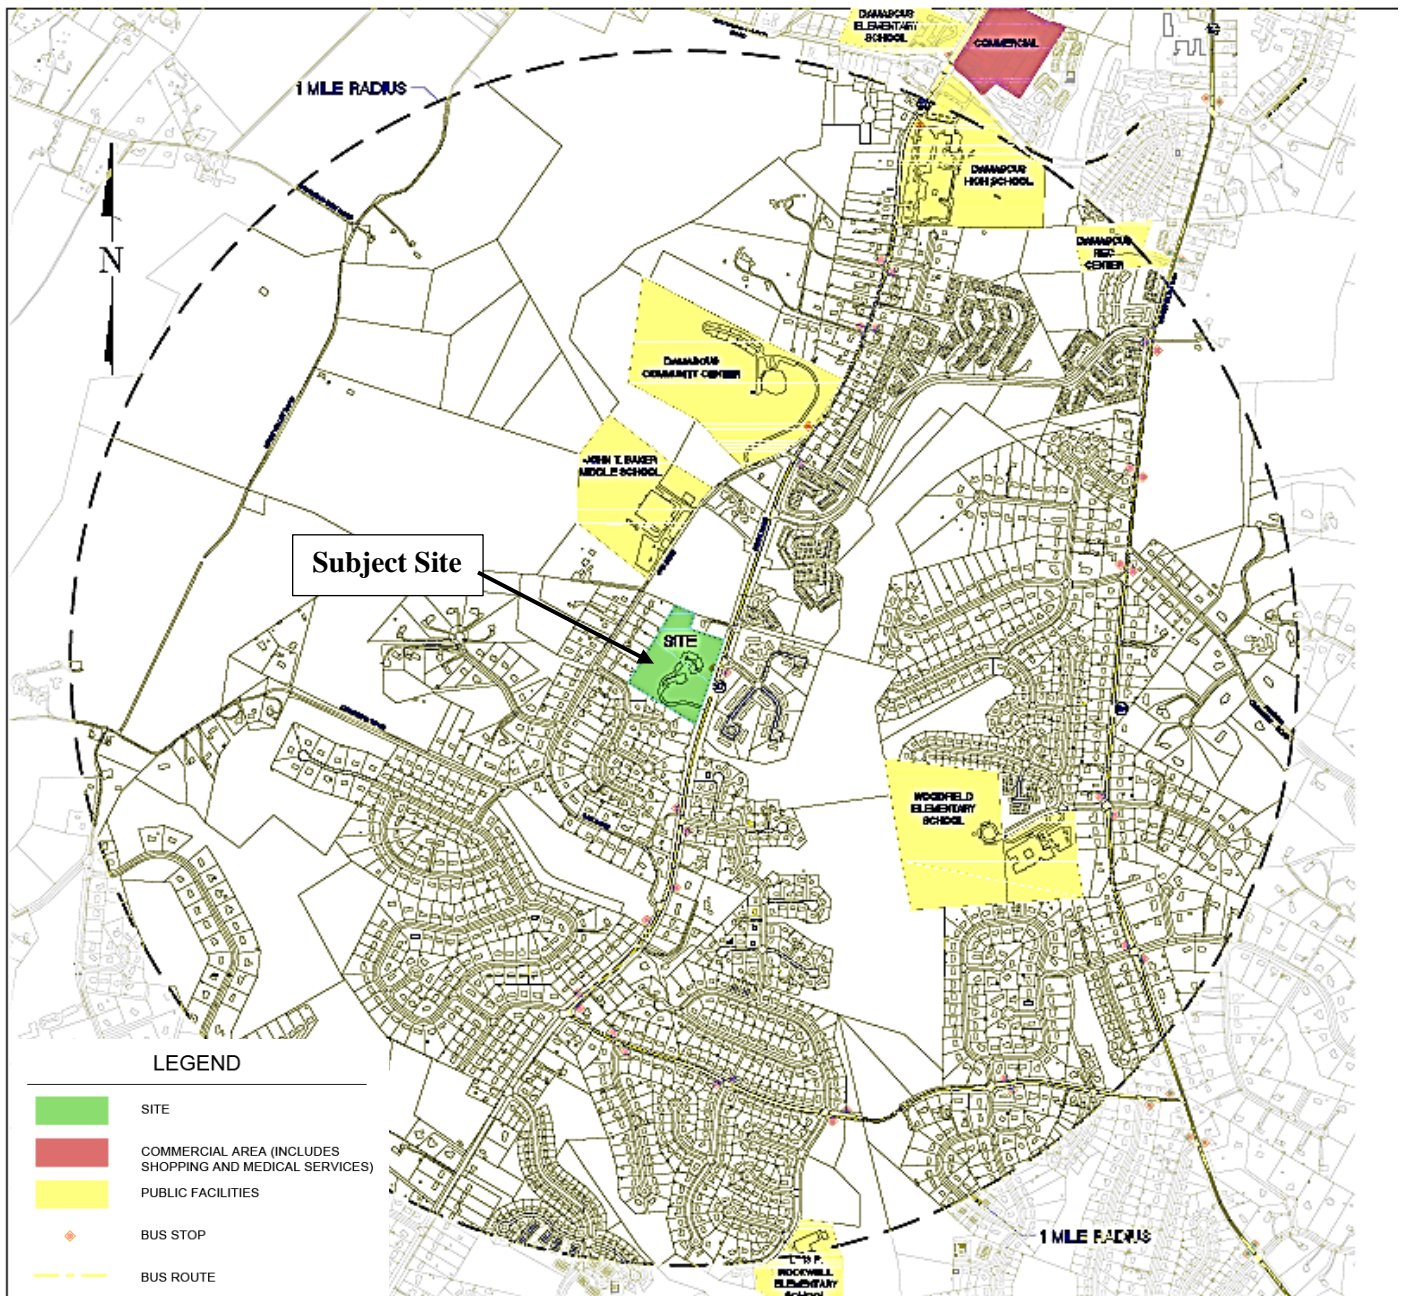 DAMASCUS
ELEMENTARY
SCHOOL
COMMERCIAL
1 MILE RADIUS
DAMASCUS
HIGH SCHOOL
N
DAMASCUS
REC
CENTER
DAMASCUS
COMMUNITY CENTER
JOHN T. BAKER
MIDDLE SCHOOL
Subject Site
SITE
WOODFIELD
ELEMENTARY
SCHOOL
1 MILE RADIUS
ROCKWELL
ELEMENTARY
SCHOOL
LEGEND
SITE
COMMERCIAL AREA (INCLUDES
SHOPPING AND MEDICAL SERVICES)
PUBLIC FACILITIES
BUS STOP
BUS ROUTE